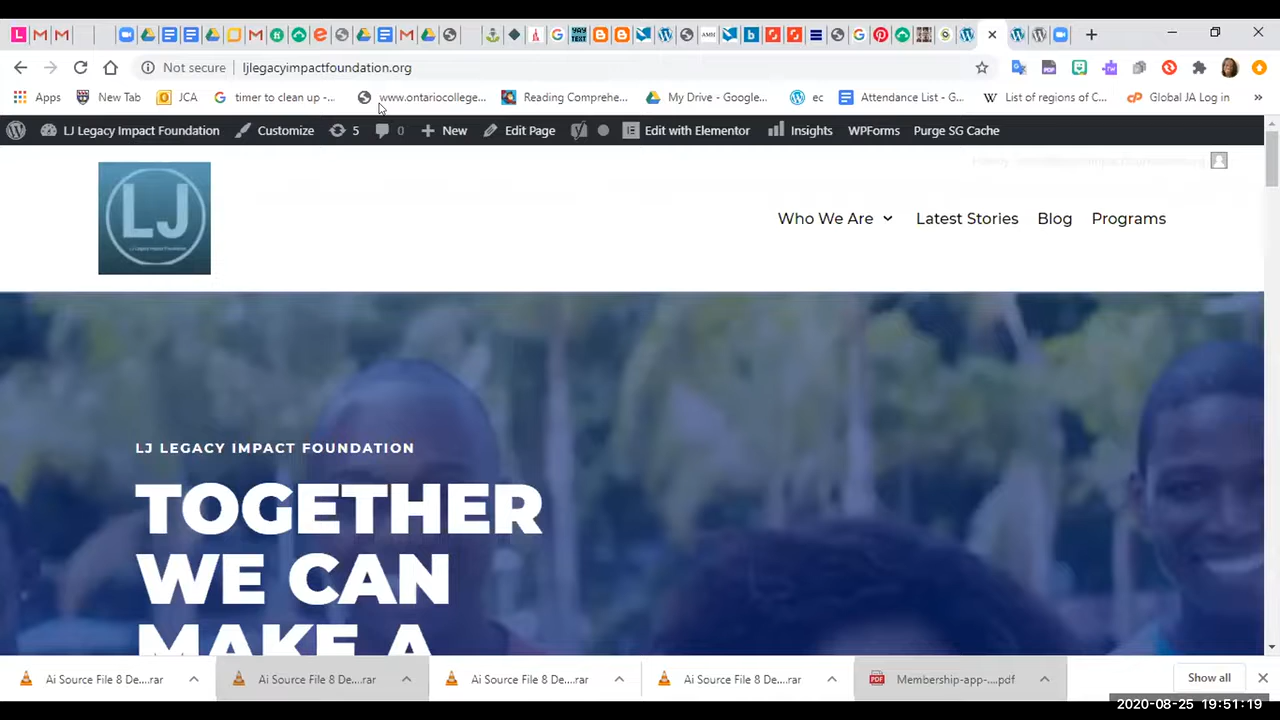 Not secure ljlegacyimpactfoundation.org
Apps New Tab JCA timer to clean up -... www.ontariocollege... Reading Comprehe... My Drive - Google... ec Attendance List - G... List of regions of C... Global JA Log in »
LJ Legacy Impact Foundation Customize 5 0 New Edit Page Edit with Elementor Insights WPForms Purge SG Cache
LJ
Who We Are Latest Stories Blog Programs
LJ LEGACY IMPACT FOUNDATION
TOGETHER
WE CAN
MAKE A
Ai Source File 8 De....rar Ai Source File 8 De....rar Ai Source File 8 De....rar Ai Source File 8 De....rar Membership-app-....pdf Show all
2020-08-25 19:51:19